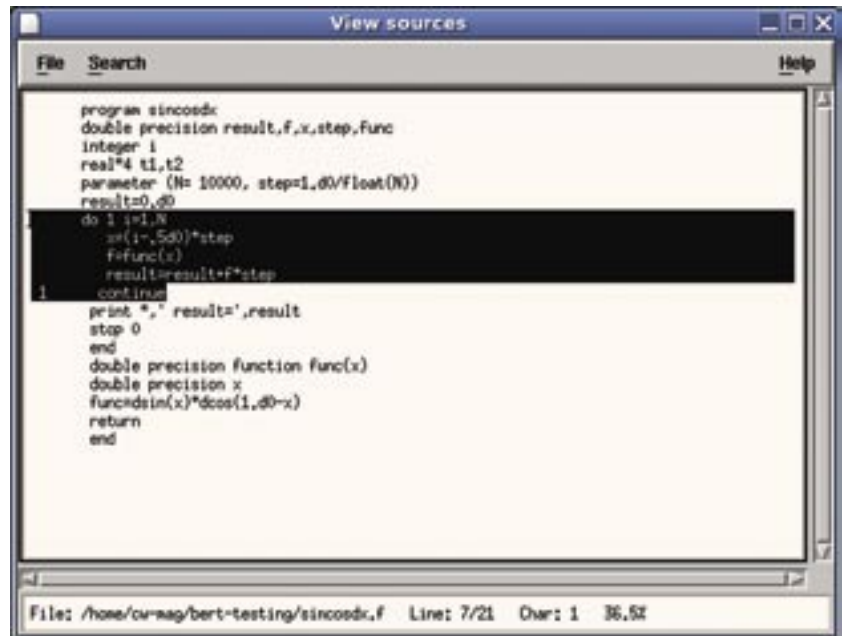 View sources
File Search Help
program sincosdx
double precision result,f,x,step,func
integer i
real*4 t1,t2
parameter (N= 10000, step=1.d0/float(N))
result=0.d0
do 1 i=1,N
x=(i-.5d0)*step
f=func(x)
result=result+f*step
1 continue
print *,' result=',result
stop 0
end
double precision function func(x)
double precision x
func=dsin(x)*dcos(1.d0-x)
return
end
File: /home/cw-mag/bert-testing/sincosdx.f Line: 7/21 Char: 1 36.5%